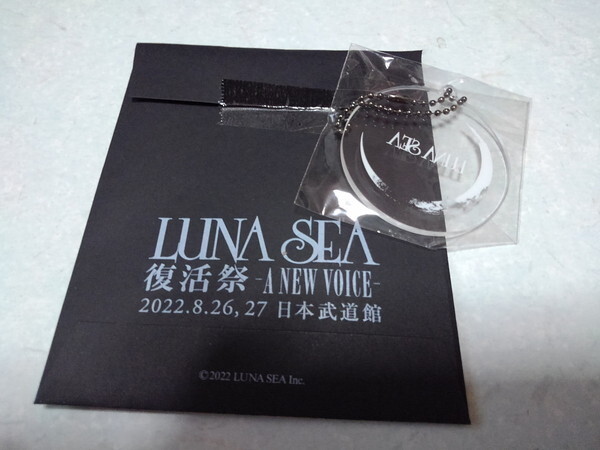 LUNA SEA
復活祭 -A NEW VOICE-
2022.8.26, 27 日本武道館
©2022 LUNA SEA Inc.